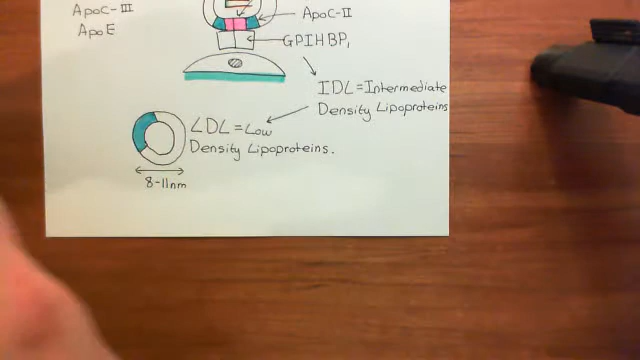 ApoC-III
ApoE
ApoC-II
GPIHBP1
IDL = Intermediate
Density Lipoproteins
LDL = Low
Density Lipoproteins.
8-11nm